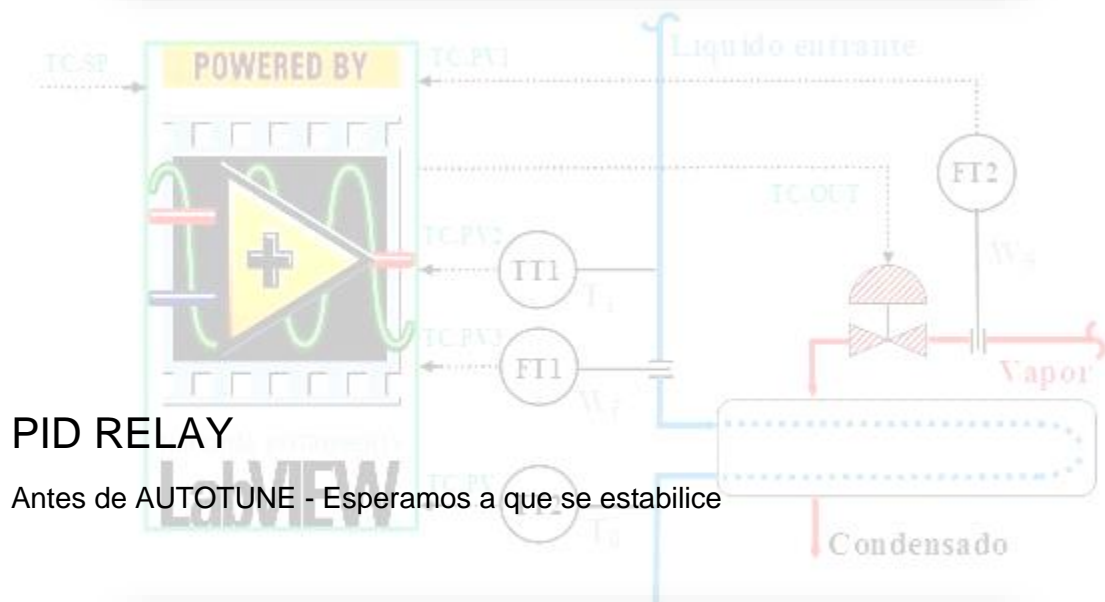 Liquido entrante
TC.SP
POWERED BY
TC.PV1
FT2
TC.OUT
TC.PV2
TT1
T
TC.PV3
FT1
W
Vapor
PID RELAY
LabVIEW
Antes de AUTOTUNE - Esperamos a que se estabilice
Condensado